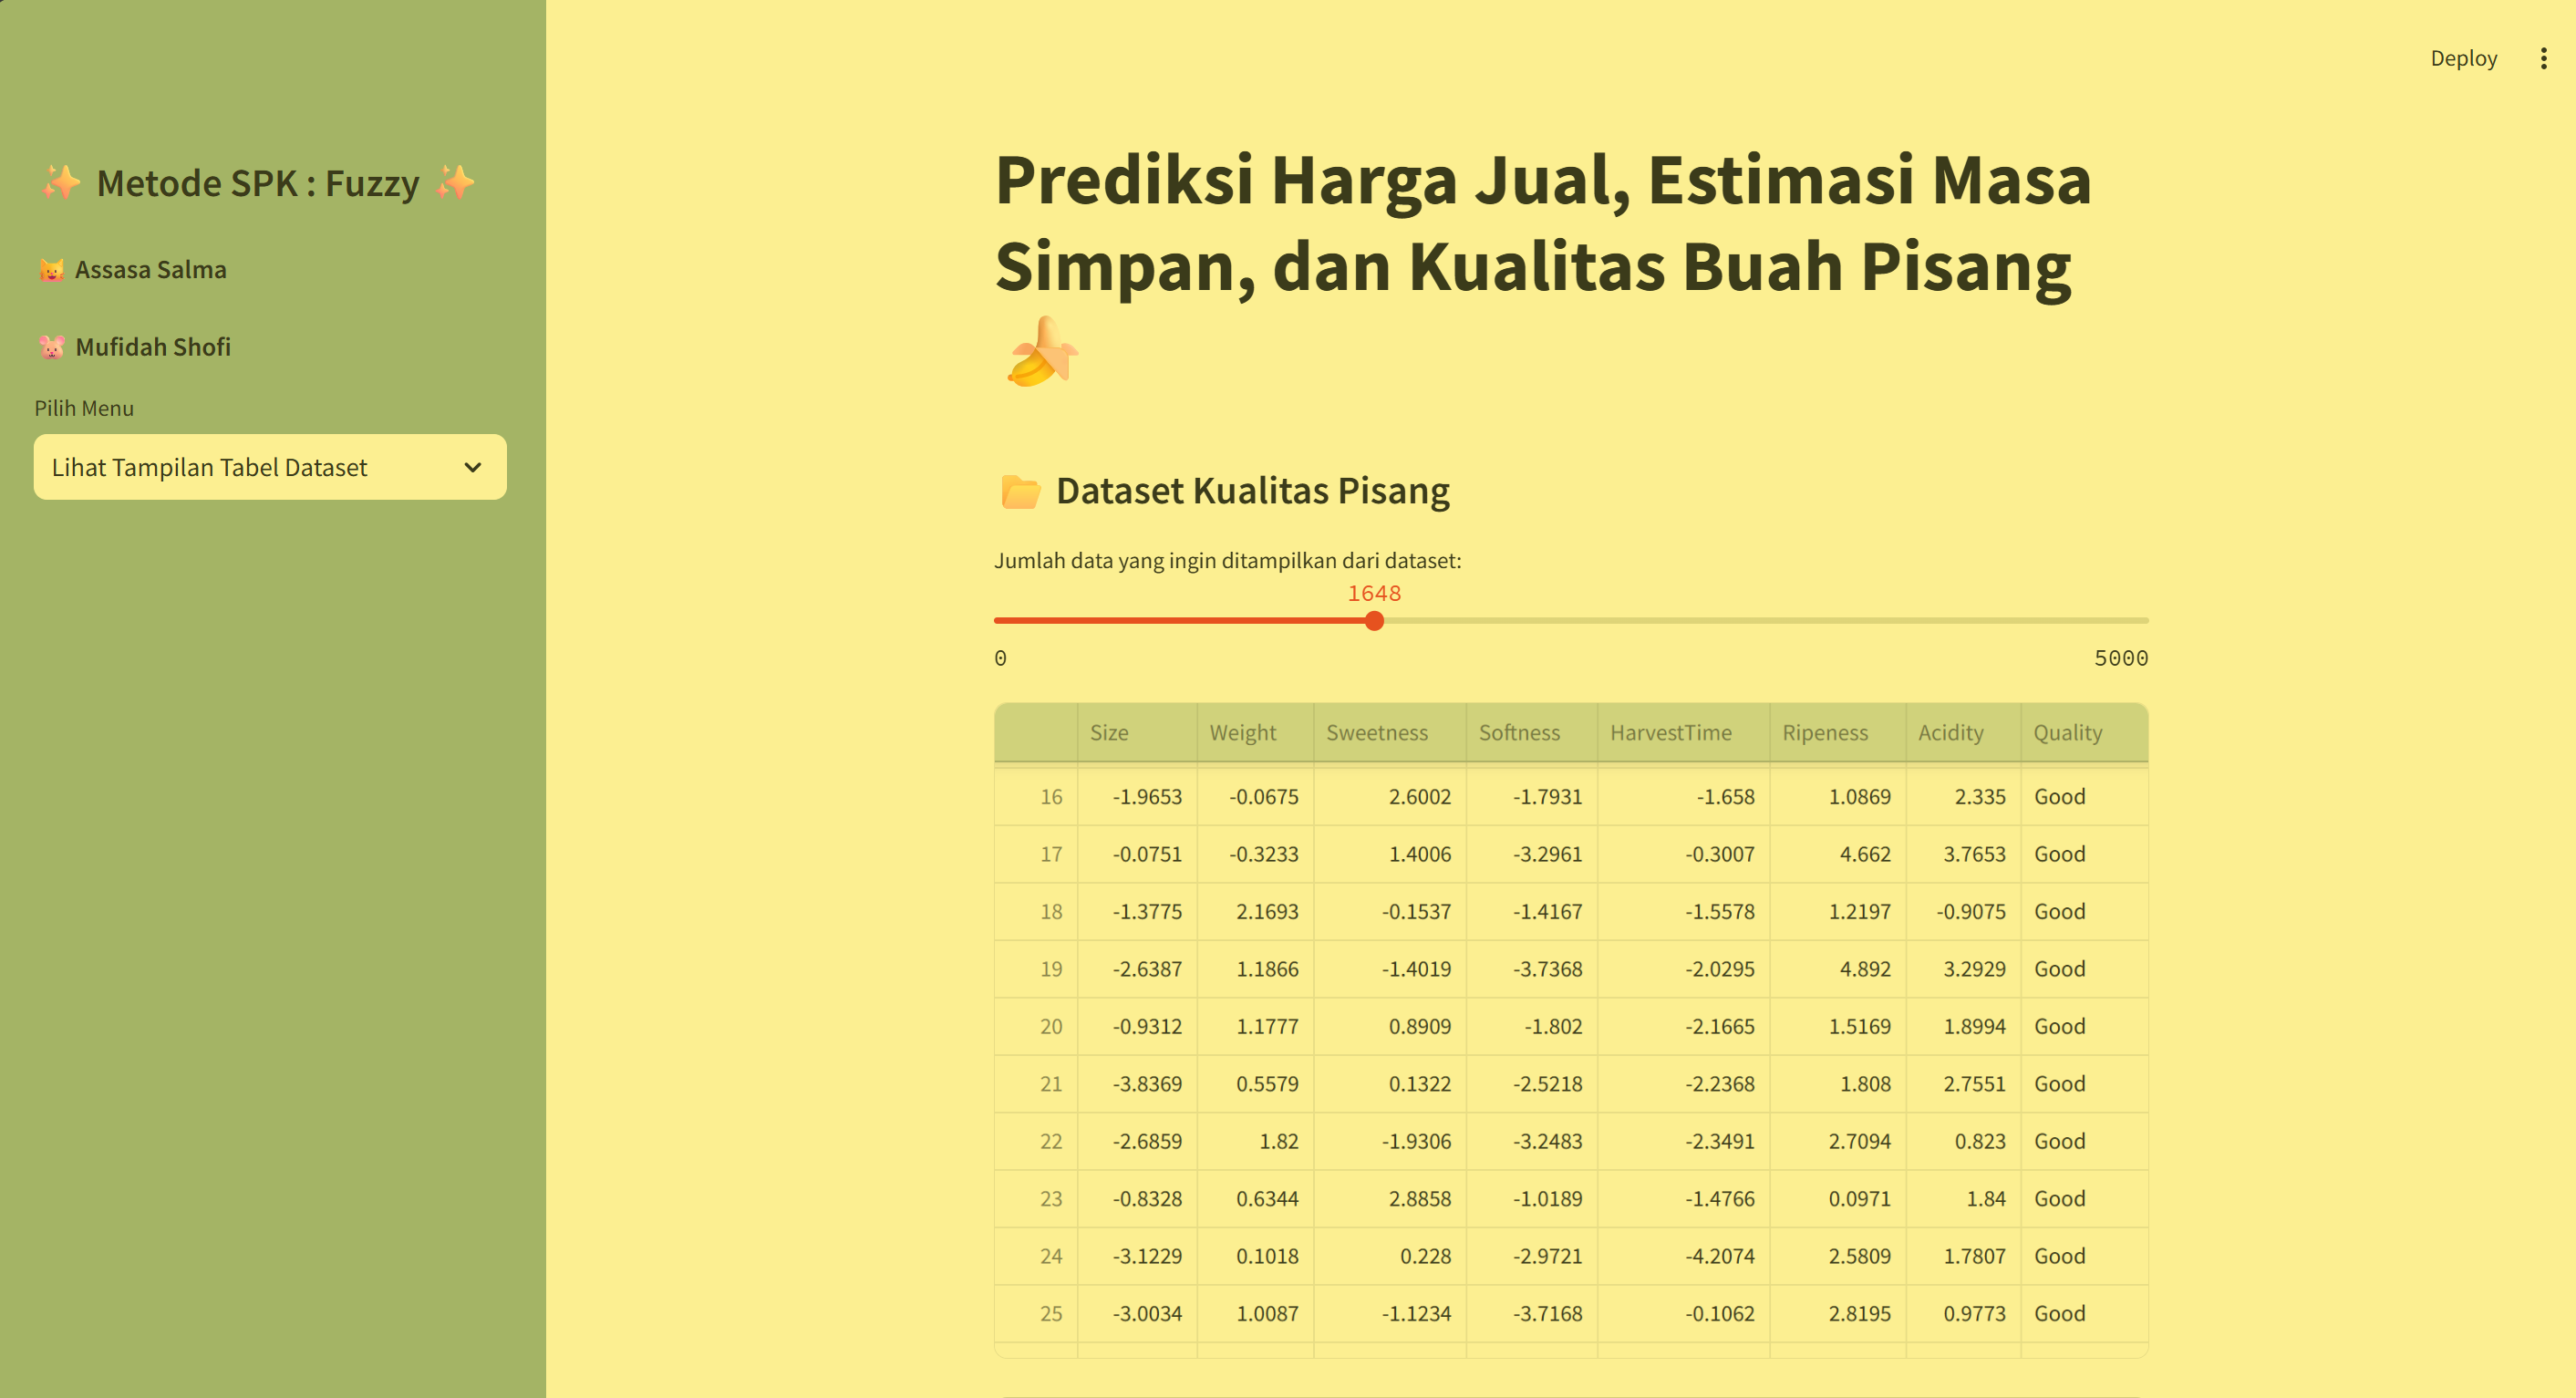 Deploy
✨ Metode SPK : Fuzzy ✨
🐱 Assasa Salma
🐭 Mufidah Shofi
Pilih Menu
Lihat Tampilan Tabel Dataset
Prediksi Harga Jual, Estimasi Masa
Simpan, dan Kualitas Buah Pisang
🍌
📂 Dataset Kualitas Pisang
Jumlah data yang ingin ditampilkan dari dataset:
1648
0 5000
Size Weight Sweetness Softness HarvestTime Ripeness Acidity Quality
16 -1.9653 -0.0675 2.6002 -1.7931 -1.658 1.0869 2.335 Good
17 -0.0751 -0.3233 1.4006 -3.2961 -0.3007 4.662 3.7653 Good
18 -1.3775 2.1693 -0.1537 -1.4167 -1.5578 1.2197 -0.9075 Good
19 -2.6387 1.1866 -1.4019 -3.7368 -2.0295 4.892 3.2929 Good
20 -0.9312 1.1777 0.8909 -1.802 -2.1665 1.5169 1.8994 Good
21 -3.8369 0.5579 0.1322 -2.5218 -2.2368 1.808 2.7551 Good
22 -2.6859 1.82 -1.9306 -3.2483 -2.3491 2.7094 0.823 Good
23 -0.8328 0.6344 2.8858 -1.0189 -1.4766 0.0971 1.84 Good
24 -3.1229 0.1018 0.228 -2.9721 -4.2074 2.5809 1.7807 Good
25 -3.0034 1.0087 -1.1234 -3.7168 -0.1062 2.8195 0.9773 Good